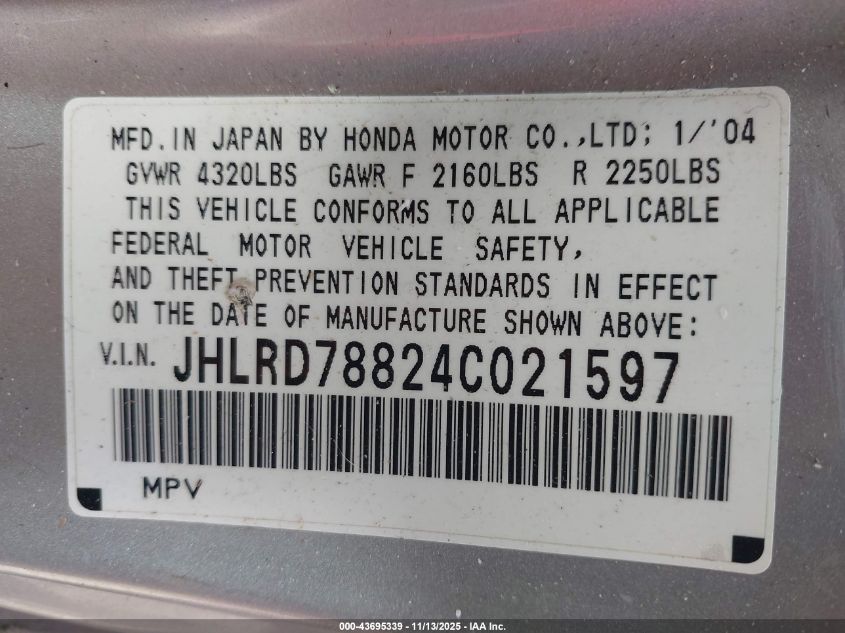 MFD.IN JAPAN BY HONDA MOTOR CO.,LTD; 1/'04
GVWR 4320LBS GAWR F 2160LBS R 2250LBS
THIS VEHICLE CONFORMS TO ALL APPLICABLE
FEDERAL MOTOR VEHICLE SAFETY,
AND THEFT PREVENTION STANDARDS IN EFFECT
ON THE DATE OF MANUFACTURE SHOWN ABOVE:
V.I.N. JHLRD78824C021597
MPV
000-43695339 - 11/13/2025 - IAA Inc.